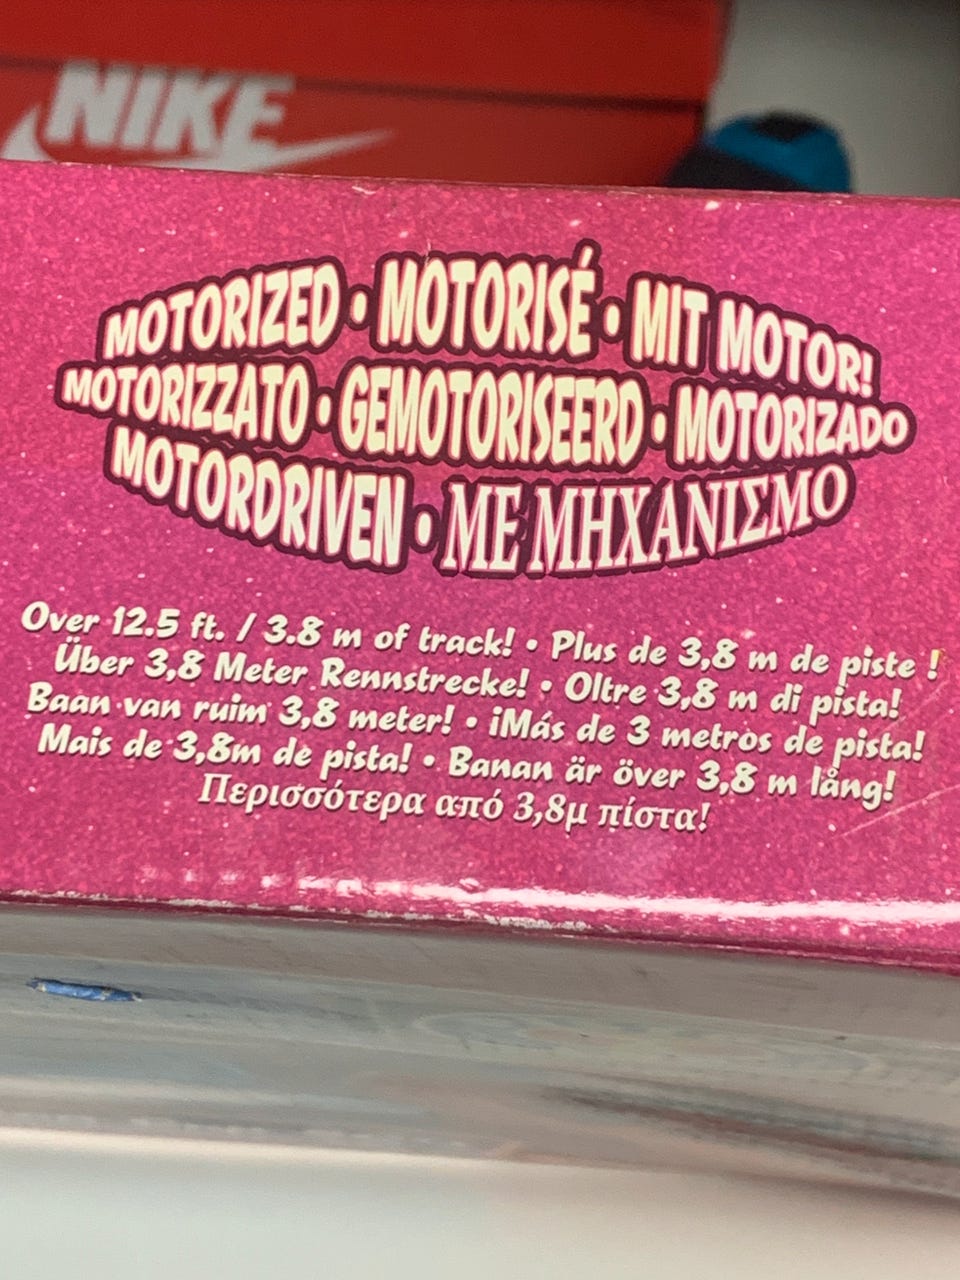 NIKE
MOTORIZED • MOTORISÉ • MIT MOTOR!
MOTORIZZATO • GEMOTORISEERD • MOTORIZADO
MOTORDRIVEN • ΜΕ ΜΗΧΑΝΙΣΜΟ
Over 12.5 ft. / 3.8 m of track! • Plus de 3,8 m de piste !
Über 3,8 Meter Rennstrecke! • Oltre 3,8 m di pista!
Baan van ruim 3,8 meter! • ¡Más de 3 metros de pista!
Mais de 3,8m de pista! • Banan är över 3,8 m lång!
Περισσότερα από 3,8μ πίστα!